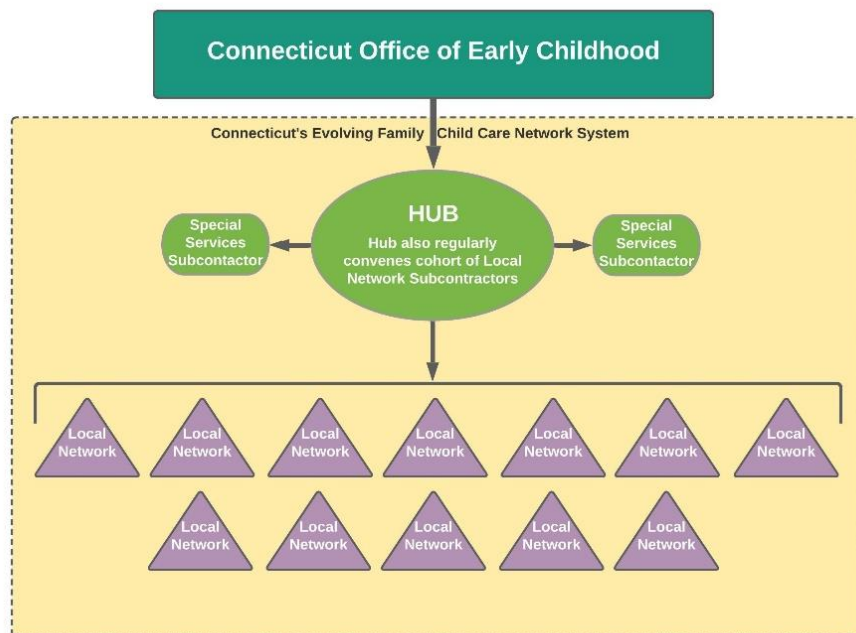 Connecticut Office of Early Childhood
Connecticut's Evolving Family Child Care Network System
HUB
Hub also regularly
convenes cohort of Local
Network Subcontractors
Special
Services
Subcontactor
Special
Services
Subcontactor
Local
Network
Local
Network
Local
Network
Local
Network
Local
Network
Local
Network
Local
Network
Local
Network
Local
Network
Local
Network
Local
Network
Local
Network